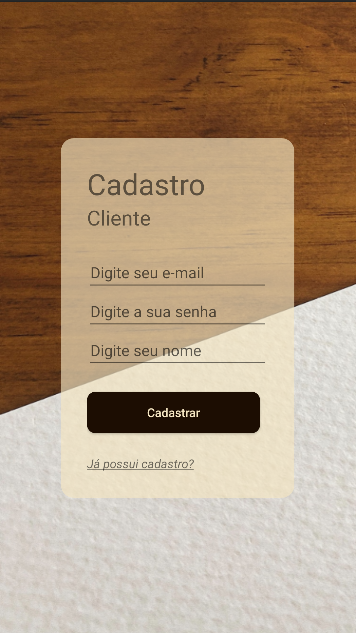 Cadastro
Cliente
Digite seu e-mail
Digite a sua senha
Digite seu nome
Cadastrar
Já possui cadastro?